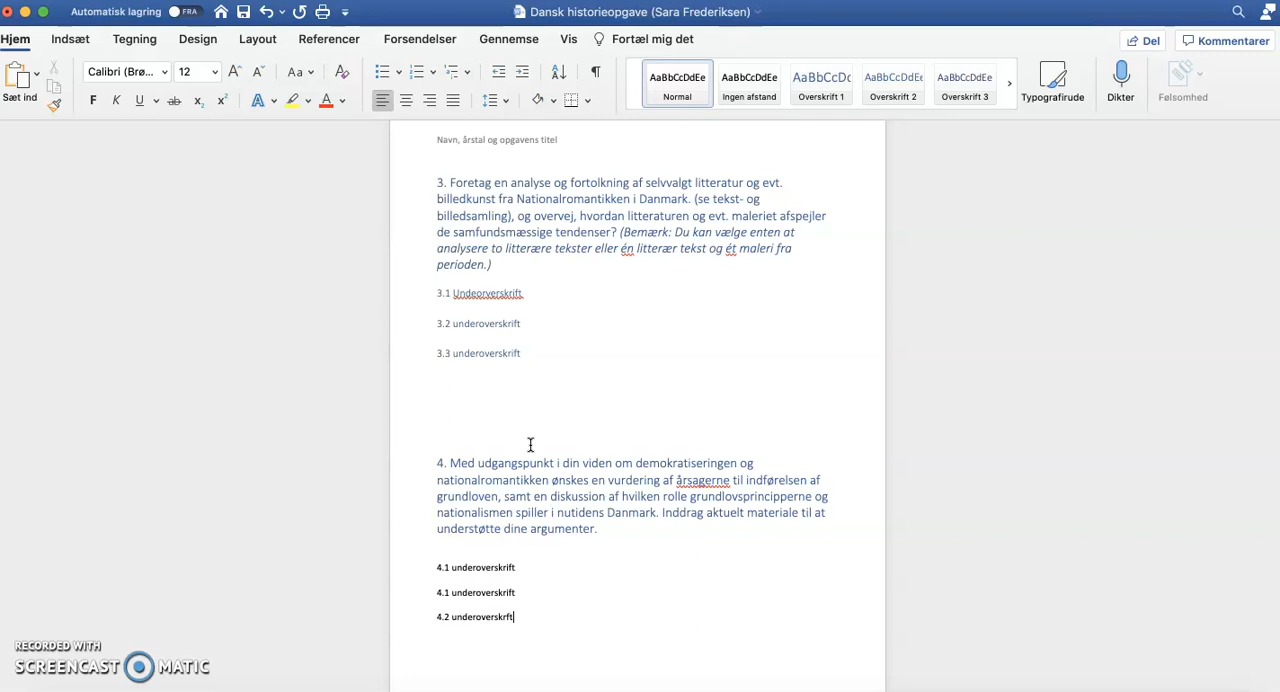 Automatisk lagring FRA Dansk historieopgave (Sara Frederiksen)
Hjem Indsæt Tegning Design Layout Referencer Forsendelser Gennemse Vis Fortæl mig det Del Kommentarer
Sæt ind Calibri (Brø... 12 A A Aa A AaBbCcDdEe AaBbCcDdEe AaBbCcDc AaBbCcDdEe AaBbCcDdEe
F K U ab x₂ x² A A Normal Ingen afstand Overskrift 1 Overskrift 2 Overskrift 3 Typografirude Dikter Følsomhed
Navn, årstal og opgavens titel
3. Foretag en analyse og fortolkning af selvvalgt litteratur og evt.
billedkunst fra Nationalromantikken i Danmark. (se tekst- og
billedsamling), og overvej, hvordan litteraturen og evt. maleriet afspejler
de samfundsmæssige tendenser? (Bemærk: Du kan vælge enten at
analysere to litterære tekster eller én litterær tekst og ét maleri fra
perioden.)
3.1 Undeorverskrift
3.2 underoverskrift
3.3 underoverskrift
4. Med udgangspunkt i din viden om demokratiseringen og
nationalromantikken ønskes en vurdering af årsagerne til indførelsen af
grundloven, samt en diskussion af hvilken rolle grundlovsprincipperne og
nationalismen spiller i nutidens Danmark. Inddrag aktuelt materiale til at
understøtte dine argumenter.
4.1 underoverskrift
4.1 underoverskrift
4.2 underoverskrft
RECORDED WITH
SCREENCAST MATIC